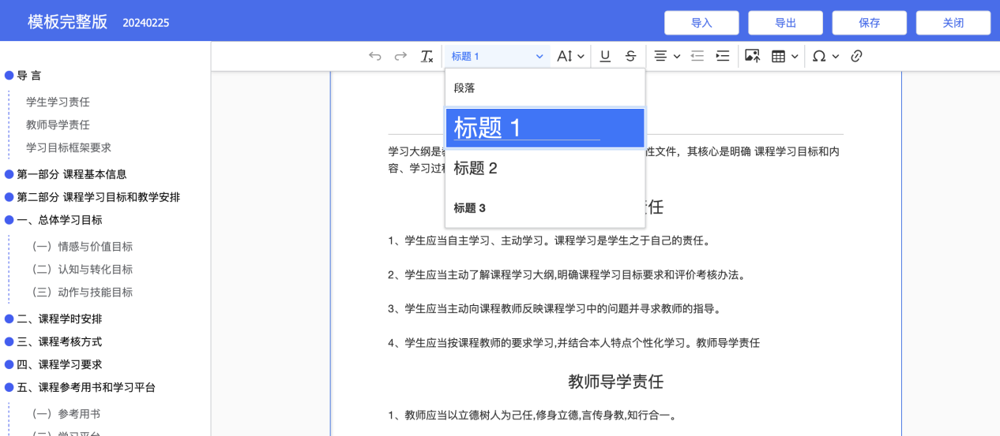 模板完整版 20240225 导入 导出 保存 关闭
标题 1
导 言
学生学习责任
教师导学责任
学习目标框架要求
第一部分 课程基本信息
第二部分 课程学习目标和教学安排
一、总体学习目标
（一）情感与价值目标
（二）认知与转化目标
（三）动作与技能目标
二、课程学时安排
三、课程考核方式
四、课程学习要求
五、课程参考用书和学习平台
（一）参考用书
（二）学习平台
段落
标题 1
标题 2
标题 3
学习大纲是 性文件，其核心是明确 课程学习目标和内
容、学习过
责任
1、学生应当自主学习、主动学习。课程学习是学生之于自己的责任。
2、学生应当主动了解课程学习大纲,明确课程学习目标要求和评价考核办法。
3、学生应当主动向课程教师反映课程学习中的问题并寻求教师的指导。
4、学生应当按课程教师的要求学习,并结合本人特点个性化学习。教师导学责任
教师导学责任
1、教师应当以立德树人为己任,修身立德,言传身教,知行合一。